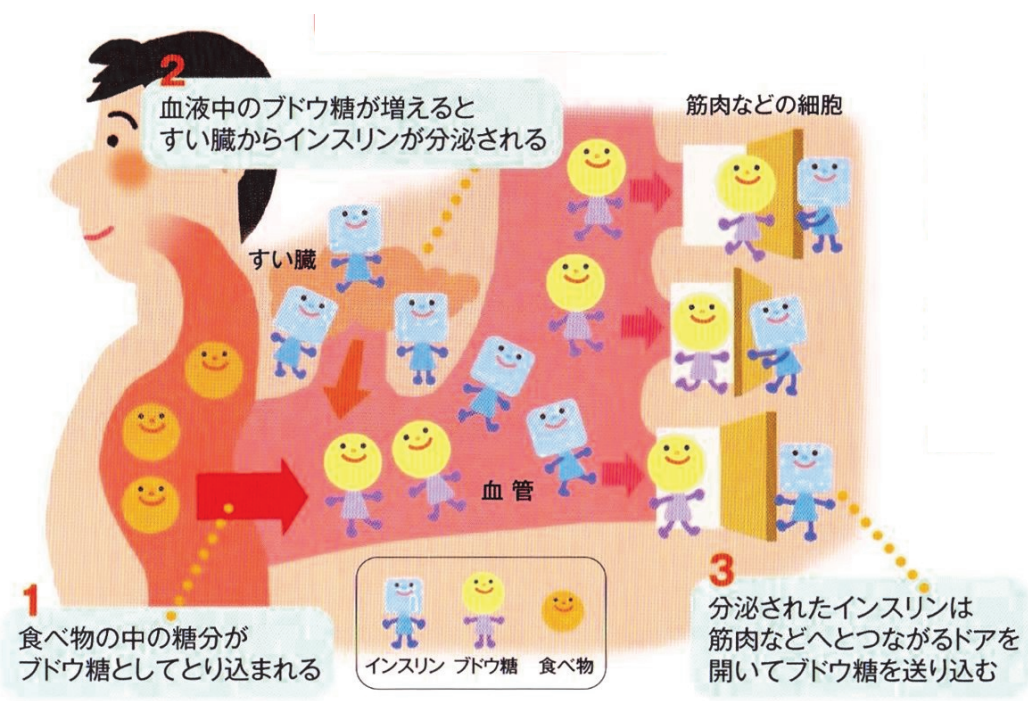 2
血液中のブドウ糖が増えると
すい臓からインスリンが分泌される
筋肉などの細胞
すい臓
血管
1
食べ物の中の糖分が
ブドウ糖としてとり込まれる
インスリン ブドウ糖 食べ物
3
分泌されたインスリンは
筋肉などへとつながるドアを
開いてブドウ糖を送り込む